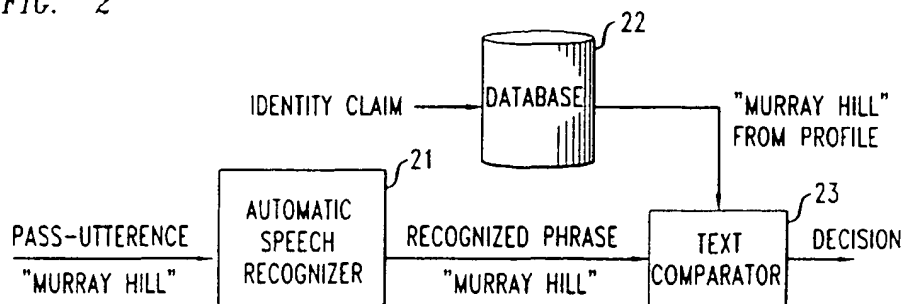 FIG. 2
22
DATABASE
IDENTITY CLAIM
"MURRAY HILL"
FROM PROFILE
21
AUTOMATIC
SPEECH
RECOGNIZER
PASS-UTTERENCE
"MURRAY HILL"
RECOGNIZED PHRASE
"MURRAY HILL"
23
TEXT
COMPARATOR
DECISION